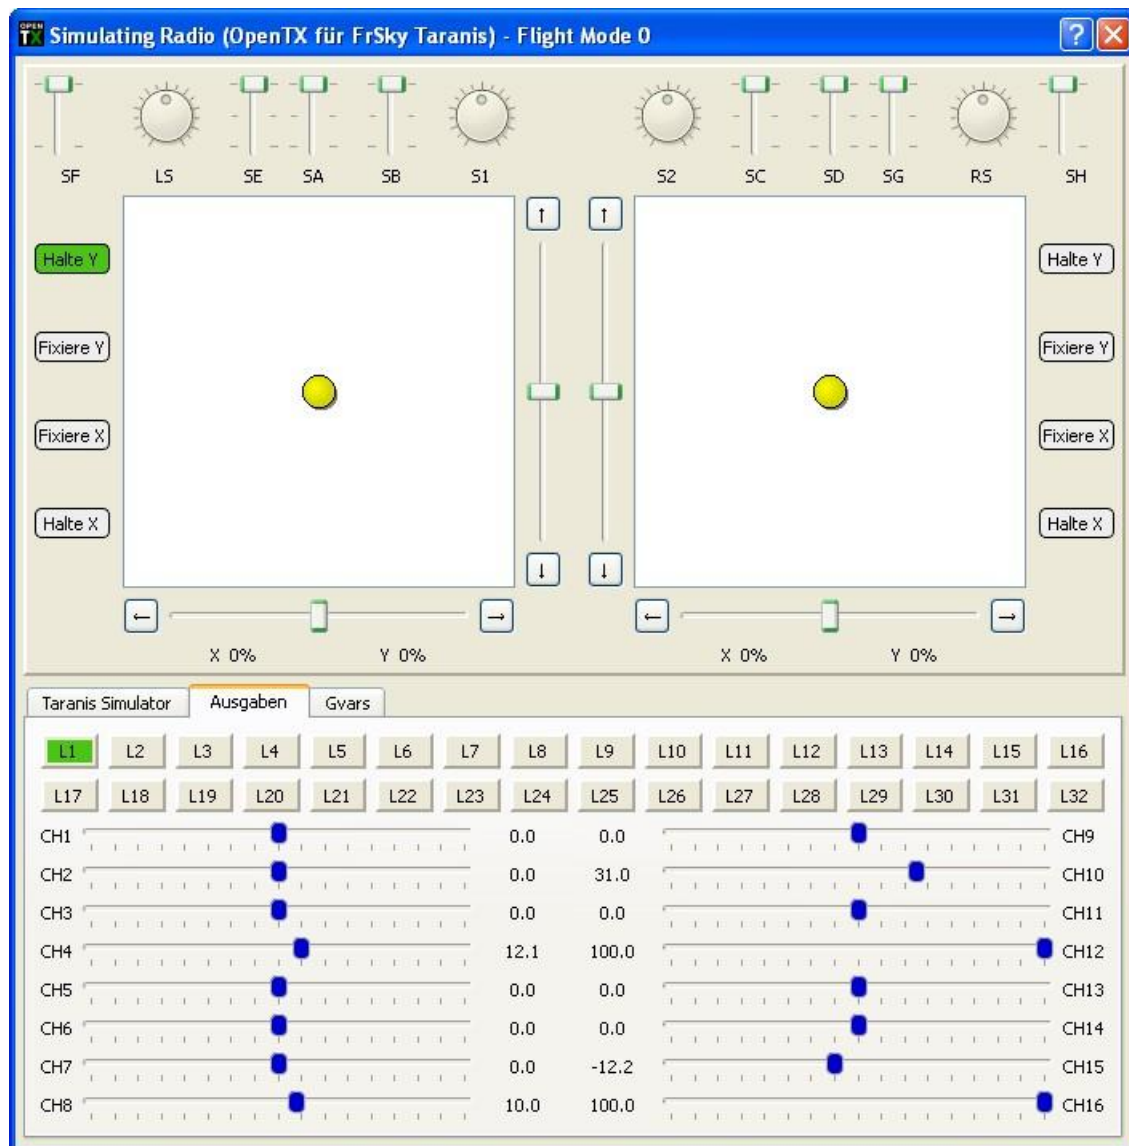 OPEN TX Simulating Radio (OpenTX für FrSky Taranis) - Flight Mode 0 ?
SF LS SE SA SB S1 S2 SC SD SG RS SH
↑ ↑
Halte Y Halte Y
Fixiere Y Fixiere Y
Fixiere X Fixiere X
Halte X Halte X
↓ ↓
← → ← →
X 0% Y 0% X 0% Y 0%
Taranis Simulator Ausgaben Gvars
L1 L2 L3 L4 L5 L6 L7 L8 L9 L10 L11 L12 L13 L14 L15 L16
L17 L18 L19 L20 L21 L22 L23 L24 L25 L26 L27 L28 L29 L30 L31 L32
CH1 0.0 0.0 CH9
CH2 0.0 31.0 CH10
CH3 0.0 0.0 CH11
CH4 12.1 100.0 CH12
CH5 0.0 0.0 CH13
CH6 0.0 0.0 CH14
CH7 0.0 -12.2 CH15
CH8 10.0 100.0 CH16